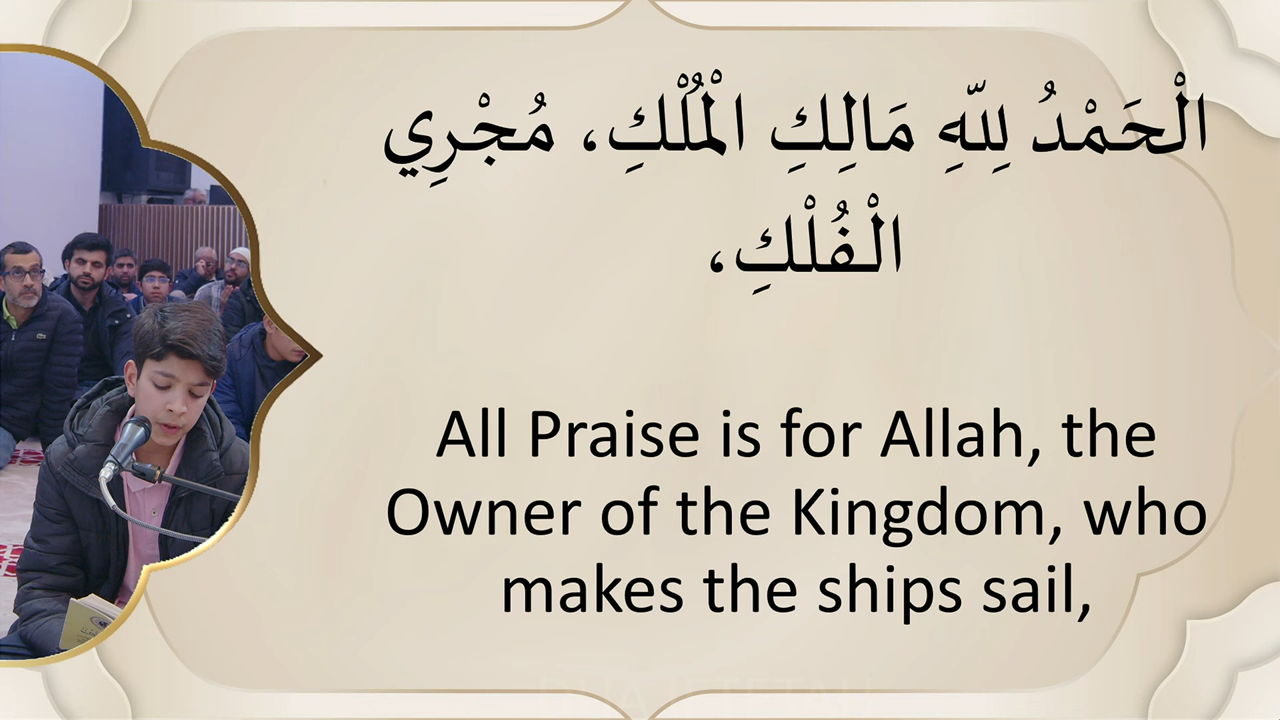 الْحَمْدُ لِلّهِ مَالِكِ الْمُلْكِ، مُجْرِي
الْفُلْكِ،
All Praise is for Allah, the
Owner of the Kingdom, who
makes the ships sail,